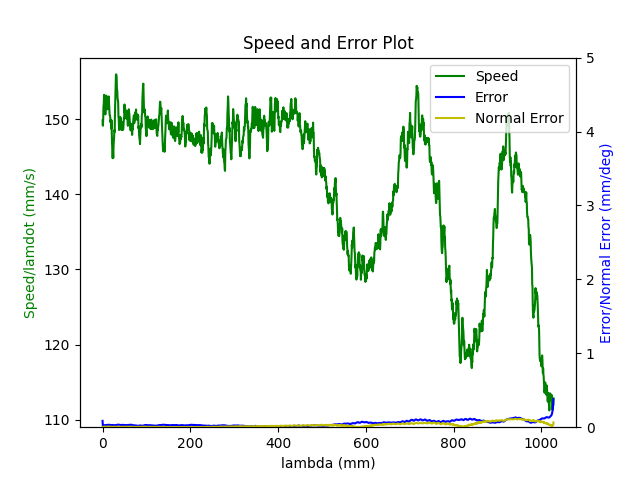 Speed and Error Plot
Speed
Error
Normal Error
Speed/lamdot (mm/s)
150
140
130
120
110
5
4
3
2
1
0
Error/Normal Error (mm/deg)
0 200 400 600 800 1000
lambda (mm)